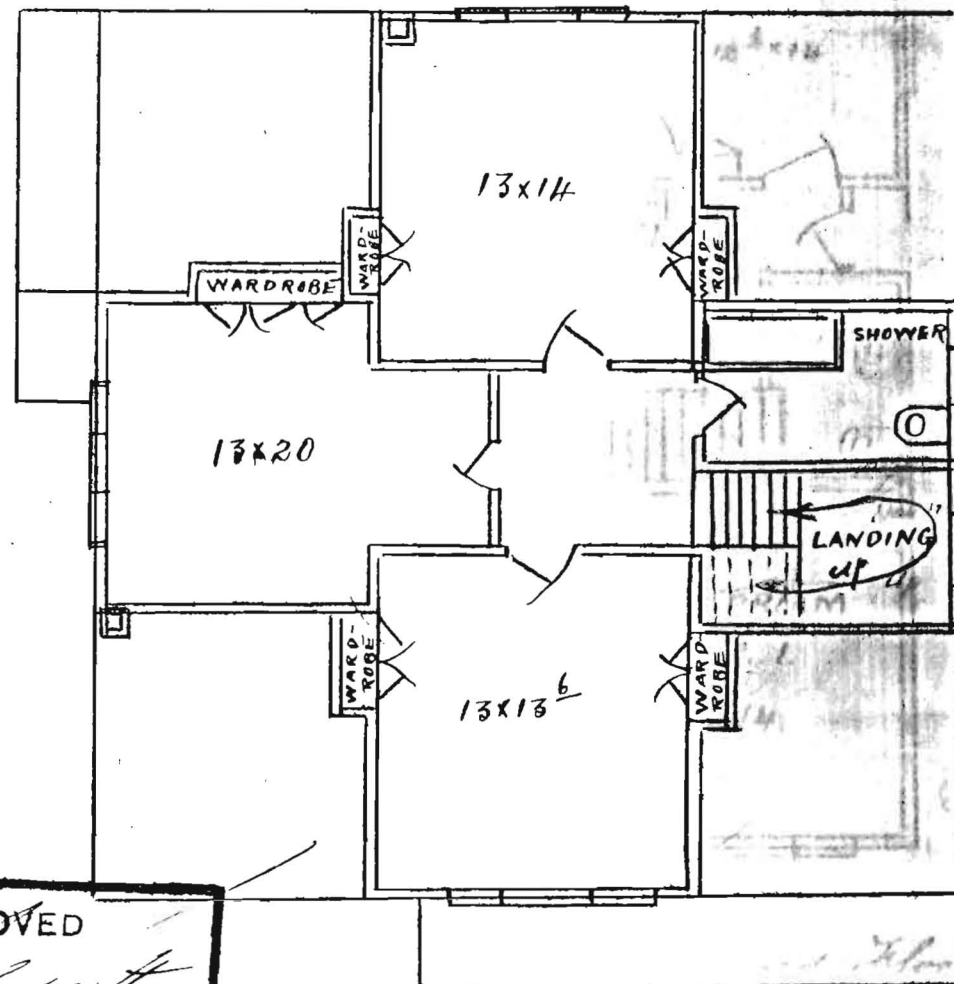 13x14
WARD-
ROBE
WARD-
ROBE
WARDROBE
SHOWER
13x20
LANDING
up
WARD-
ROBE
13x13 6
WARD
ROBE
OVED